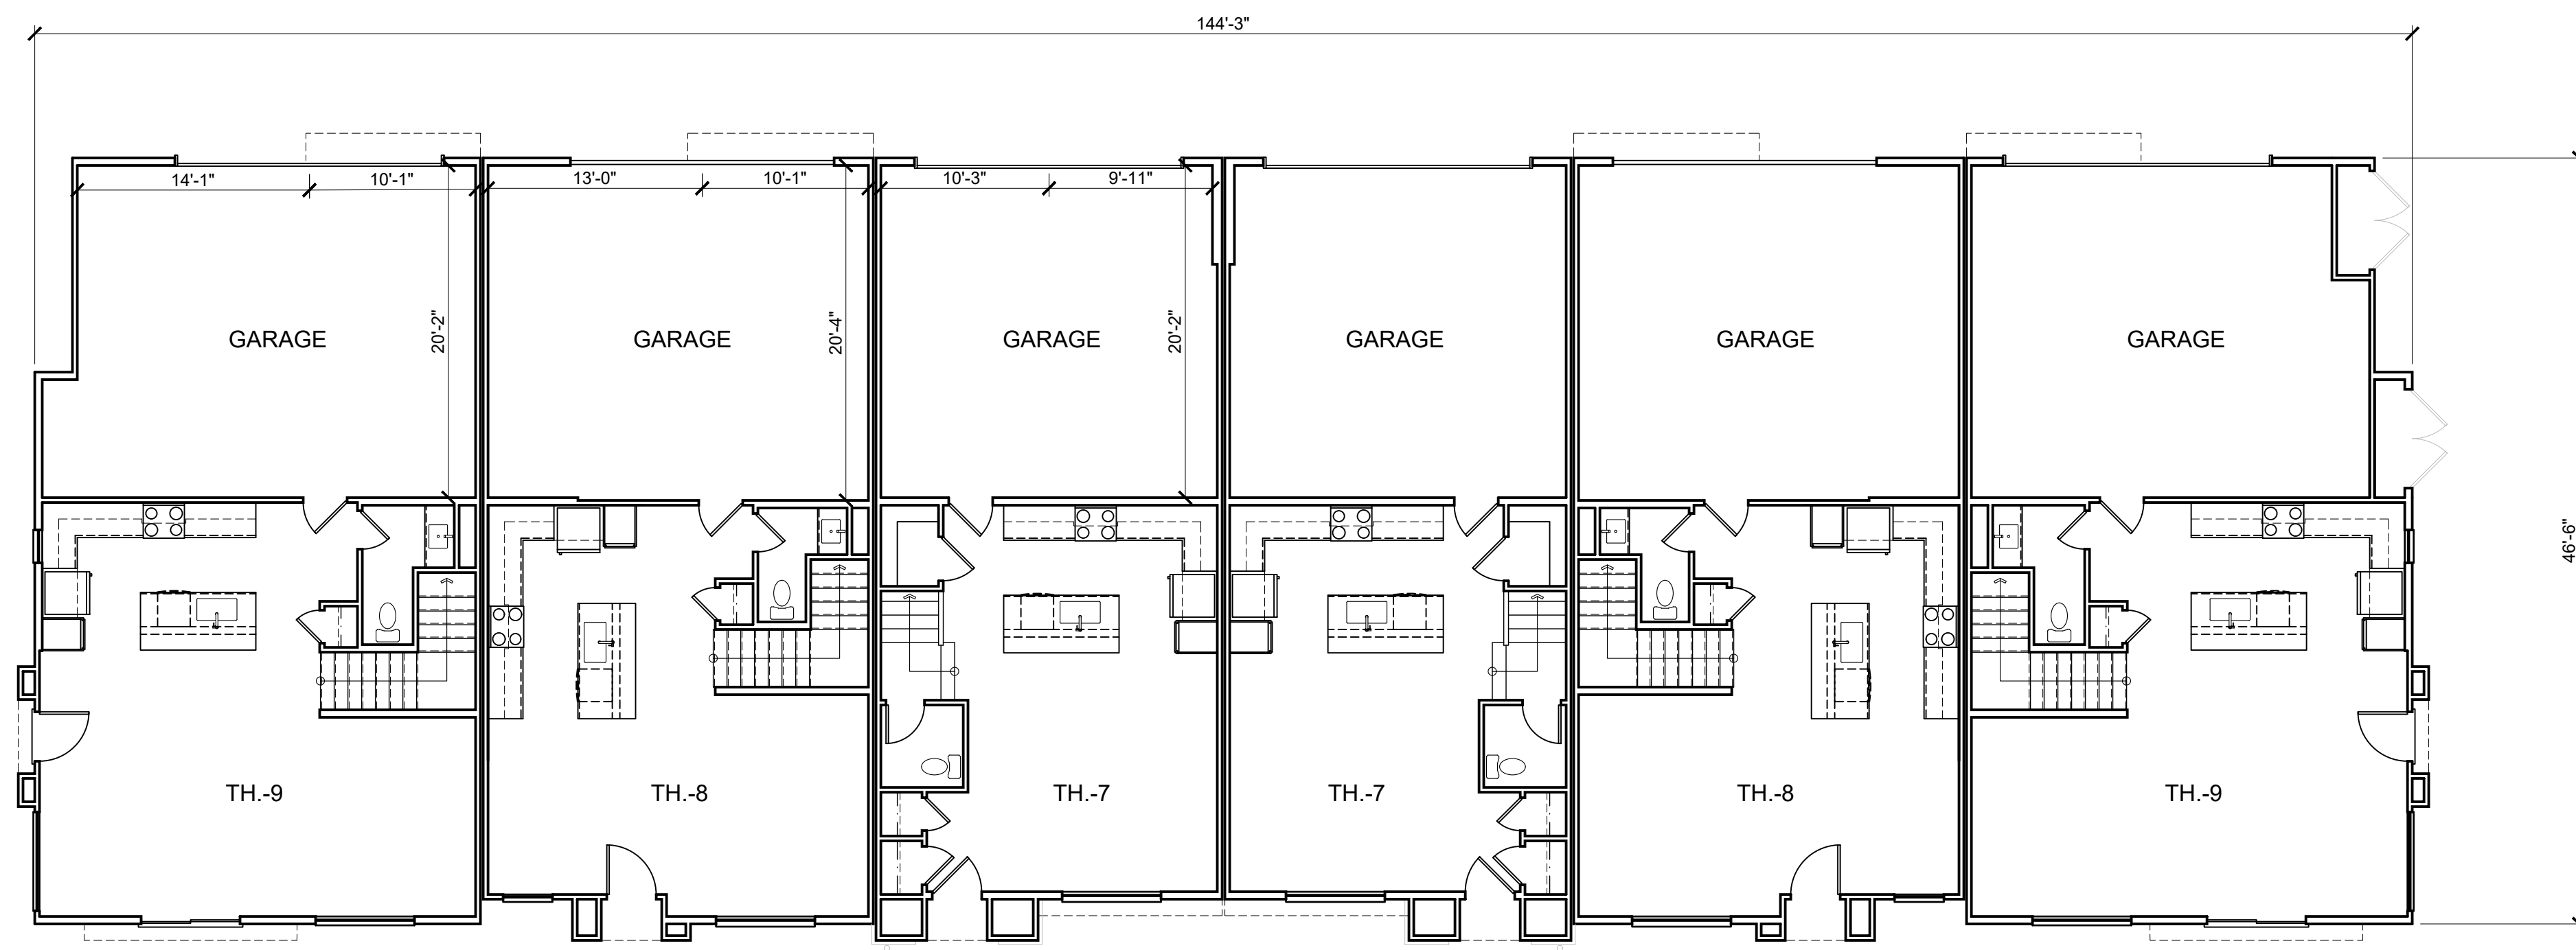 144'-3"
14'-1" 10'-1" 13'-0" 10'-1" 10'-3" 9'-11"
20'-2" 20'-4" 20'-2"
GARAGE GARAGE GARAGE GARAGE GARAGE GARAGE
46'-6"
TH.-9 TH.-8 TH.-7 TH.-7 TH.-8 TH.-9